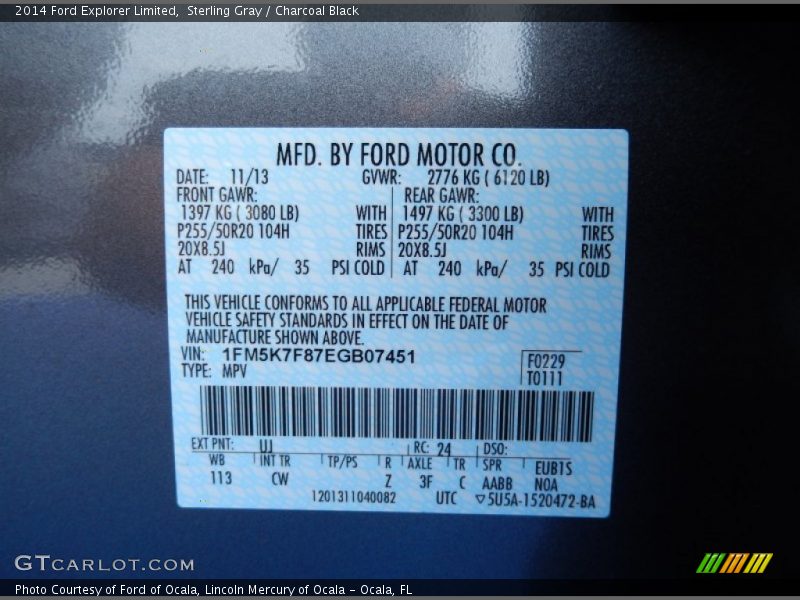 2014 Ford Explorer Limited, Sterling Gray / Charcoal Black
MFD. BY FORD MOTOR CO.
DATE: 11/13 GVWR: 2776 KG ( 6120 LB)
FRONT GAWR: REAR GAWR:
1397 KG ( 3080 LB) WITH 1497 KG ( 3300 LB) WITH
P255/50R20 104H TIRES P255/50R20 104H TIRES
20X8.5J RIMS 20X8.5J RIMS
AT 240 kPa/ 35 PSI COLD AT 240 kPa/ 35 PSI COLD
THIS VEHICLE CONFORMS TO ALL APPLICABLE FEDERAL MOTOR
VEHICLE SAFETY STANDARDS IN EFFECT ON THE DATE OF
MANUFACTURE SHOWN ABOVE.
VIN: 1FM5K7F87EGB07451 F0229
TYPE: MPV T0111
EXT PNT: UJ RC: 24 DSO:
WB INT TR TP/PS R AXLE TR SPR EUB1S
113 CW Z 3F C AABB NOA
1201311040082 UTC ▽5U5A-1520472-BA
GTCARLOT.COM
Photo Courtesy of Ford of Ocala, Lincoln Mercury of Ocala - Ocala, FL